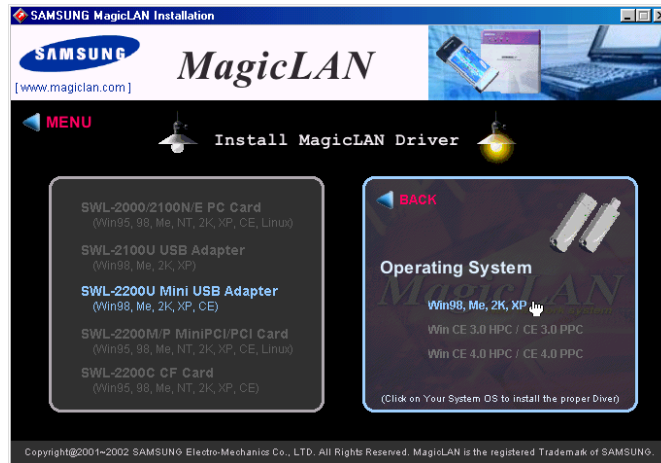 SAMSUNG MagicLAN Installation
SAMSUNG
MagicLAN
[ www.magiclan.com ]
MENU
Install MagicLAN Driver
SWL-2000/2100N/E PC Card
(Win95, 98, Me, NT, 2K, XP, CE, Linux)
SWL-2100U USB Adapter
(Win98, Me, 2K, XP)
SWL-2200U Mini USB Adapter
(Win98, Me, 2K, XP, CE)
SWL-2200M/P MiniPCI/PCI Card
(Win95, 98, Me, NT, 2K, XP, CE, Linux)
SWL-2200C CF Card
(Win95, 98, Me, NT, 2K, XP, CE)
BACK
Operating System
MagicLAN
Win98, Me, 2K, XP
Win CE 3.0 HPC / CE 3.0 PPC
Win CE 4.0 HPC / CE 4.0 PPC
(Click on Your System OS to install the proper Diver)
Copyright@2001~2002 SAMSUNG Electro-Mechanics Co., LTD. All Rights Reserved. MagicLAN is the registered Trademark of SAMSUNG.